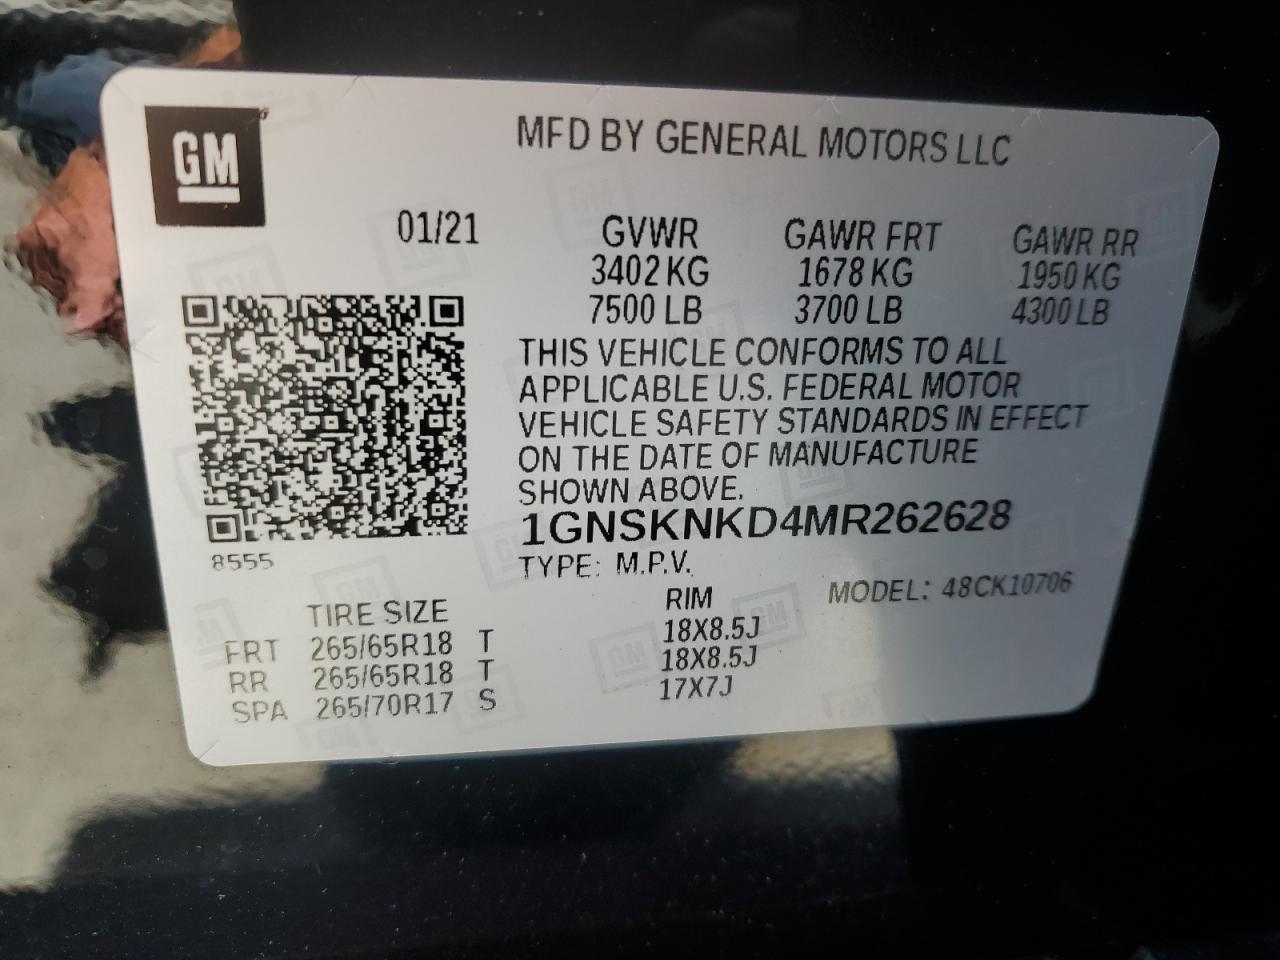 GM
MFD BY GENERAL MOTORS LLC
01/21 GVWR GAWR FRT GAWR RR
3402 KG 1678 KG 1950 KG
7500 LB 3700 LB 4300 LB
THIS VEHICLE CONFORMS TO ALL
APPLICABLE U.S. FEDERAL MOTOR
VEHICLE SAFETY STANDARDS IN EFFECT
ON THE DATE OF MANUFACTURE
SHOWN ABOVE.
1GNSKNKD4MR262628
8555
TYPE: M.P.V.
MODEL: 48CK10706
TIRE SIZE RIM
FRT 265/65R18 T 18X8.5J
RR 265/65R18 T 18X8.5J
SPA 265/70R17 S 17X7J